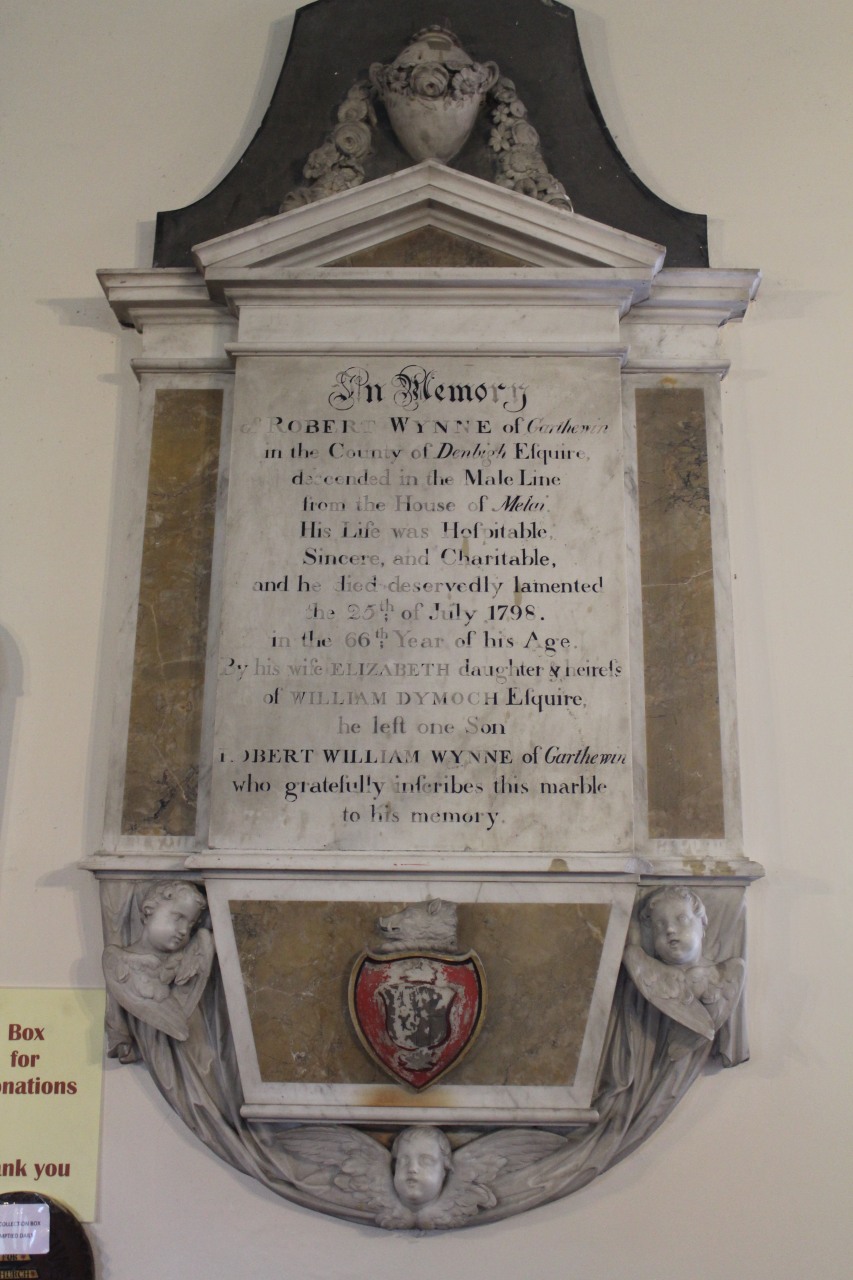 In Memory
of ROBERT WYNNE of Garthewin
in the County of Denbigh Eſquire,
descended in the Male Line
from the House of Melai.
His Life was Hoſpitable,
Sincere, and Charitable,
and he died deservedly lamented
the 25th of July 1798.
in the 66th Year of his Age.
By his wife ELIZABETH daughter & heireſs
of WILLIAM DYMOCH Eſquire,
he left one Son
ROBERT WILLIAM WYNNE of Garthewin
who gratefully inſcribes this marble
to his memory.
Box
for
onations
ank you
COLLECTION BOX
MPTIED DAILY